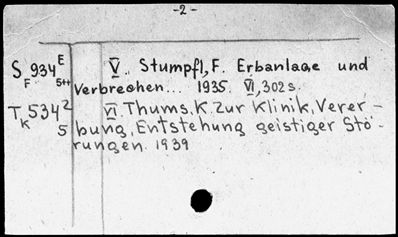 -2-
S 934 E V. Stumpfl, F. Erbanlage und
F 5++ Verbrechen... 1935. VI, 302 s.
T 534 2 VI. Thums, K. Zur Klinik, Verer-
K 5 bung, Entstehung geistiger Stö-
rungen. 1939